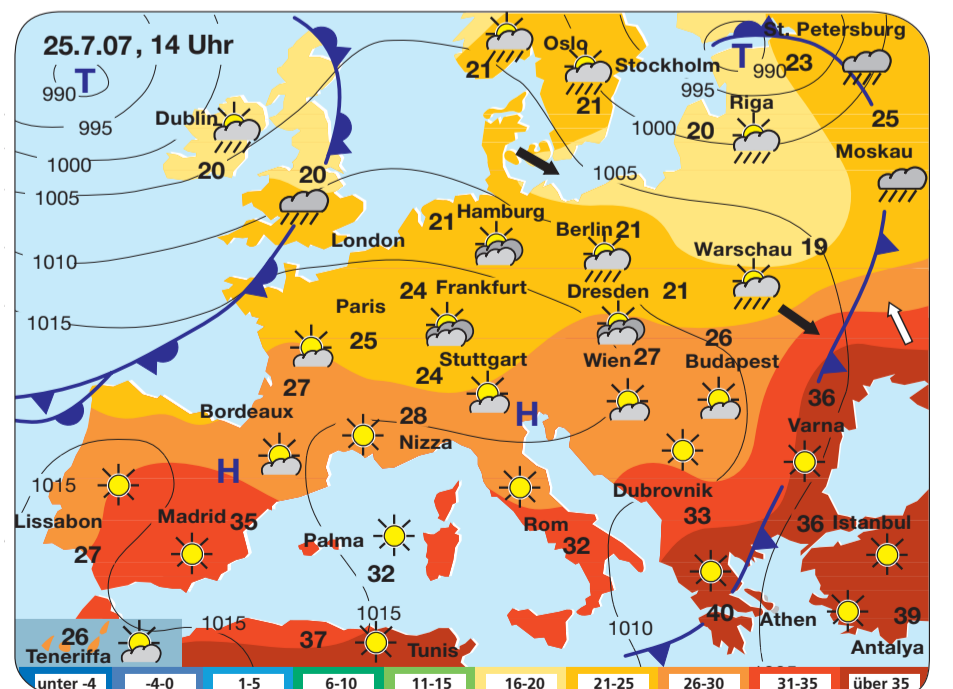 25.7.07, 14 Uhr
St. Petersburg
Oslo
T
T
990
23
21
Stockholm
990
995
21
Riga
995
Dublin
25
1000
20
Moskau
1000
20
20
1005
1005
21
Hamburg
Berlin 21
London
Warschau 19
1010
24
Frankfurt
Dresden 21
Paris
1015
25
26
Stuttgart
Wien 27
Budapest
24
27
36
Bordeaux
28
H
Varna
Nizza
H
1015
Dubrovnik
Lissabon
Madrid 35
33
Rom
36
Istanbul
Palma
32
27
32
40
1015
39
1015
Athen
26
37
1010
Teneriffa
Tunis
Antalya
unter -4
-4-0
1-5
6-10
11-15
16-20
21-25
26-30
31-35
über 35